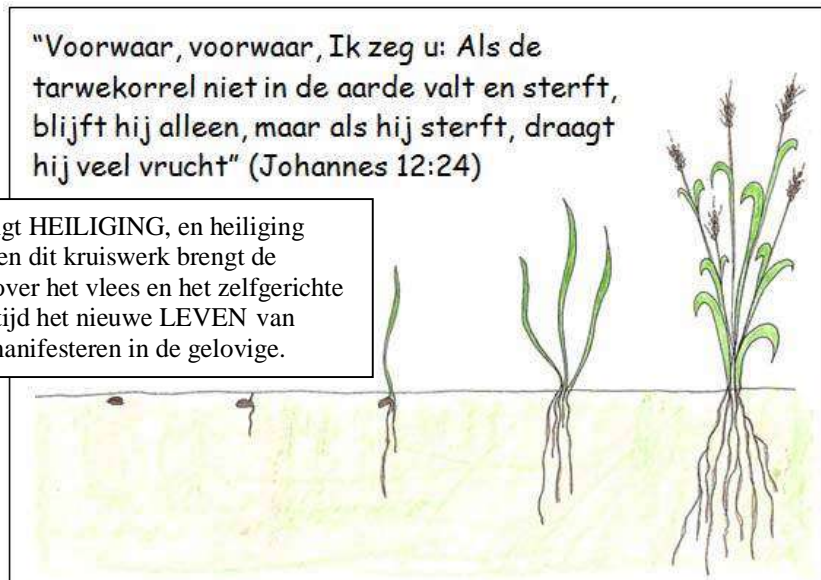 “Voorwaar, voorwaar, Ik zeg u: Als de
tarwekorrel niet in de aarde valt en sterft,
blijft hij alleen, maar als hij sterft, draagt
hij veel vrucht” (Johannes 12:24)
HEILIGING, en heiliging
en dit kruiswerk brengt de
over het vlees en het zelfgerichte
tijd het nieuwe LEVEN van
in de gelovige.